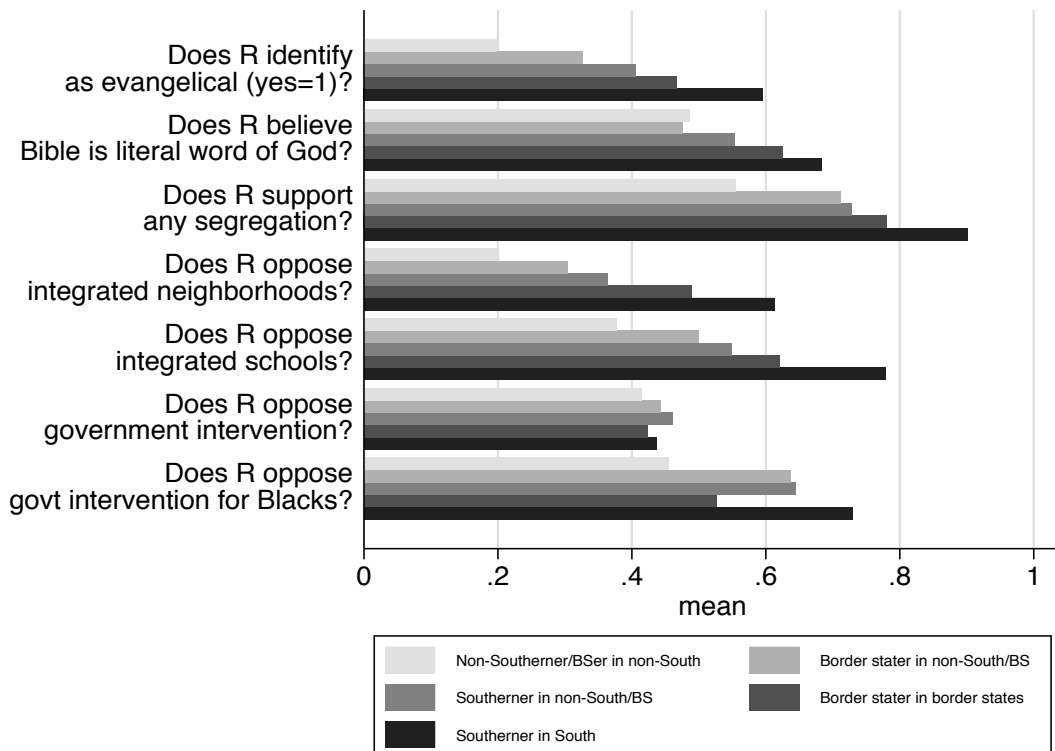 Does R identify
as evangelical (yes=1)?
Does R believe
Bible is literal word of God?
Does R support
any segregation?
Does R oppose
integrated neighborhoods?
Does R oppose
integrated schools?
Does R oppose
government intervention?
Does R oppose
govt intervention for Blacks?
0 .2 .4 .6 .8 1
mean
Non-Southerner/BSer in non-South Border stater in non-South/BS
Southerner in non-South/BS Border stater in border states
Southerner in South